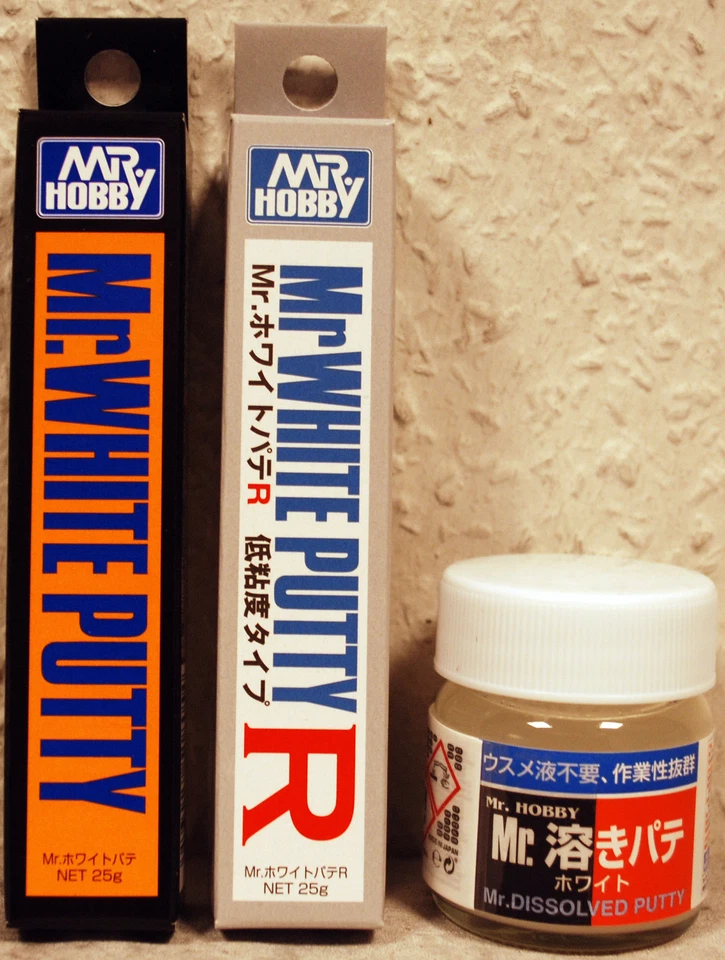 MR.
HOBBY
Mr. WHITE PUTTY
Mr.ホワイトパテ
NET 25g
MR.
HOBBY
Mr. WHITE PUTTY R
Mr.ホワイトパテR 低粘度タイプ
Mr.ホワイトパテR
NET 25g
ウスメ液不要、作業性抜群
Mr. HOBBY
Mr. 溶きパテ
ホワイト
Mr.DISSOLVED PUTTY